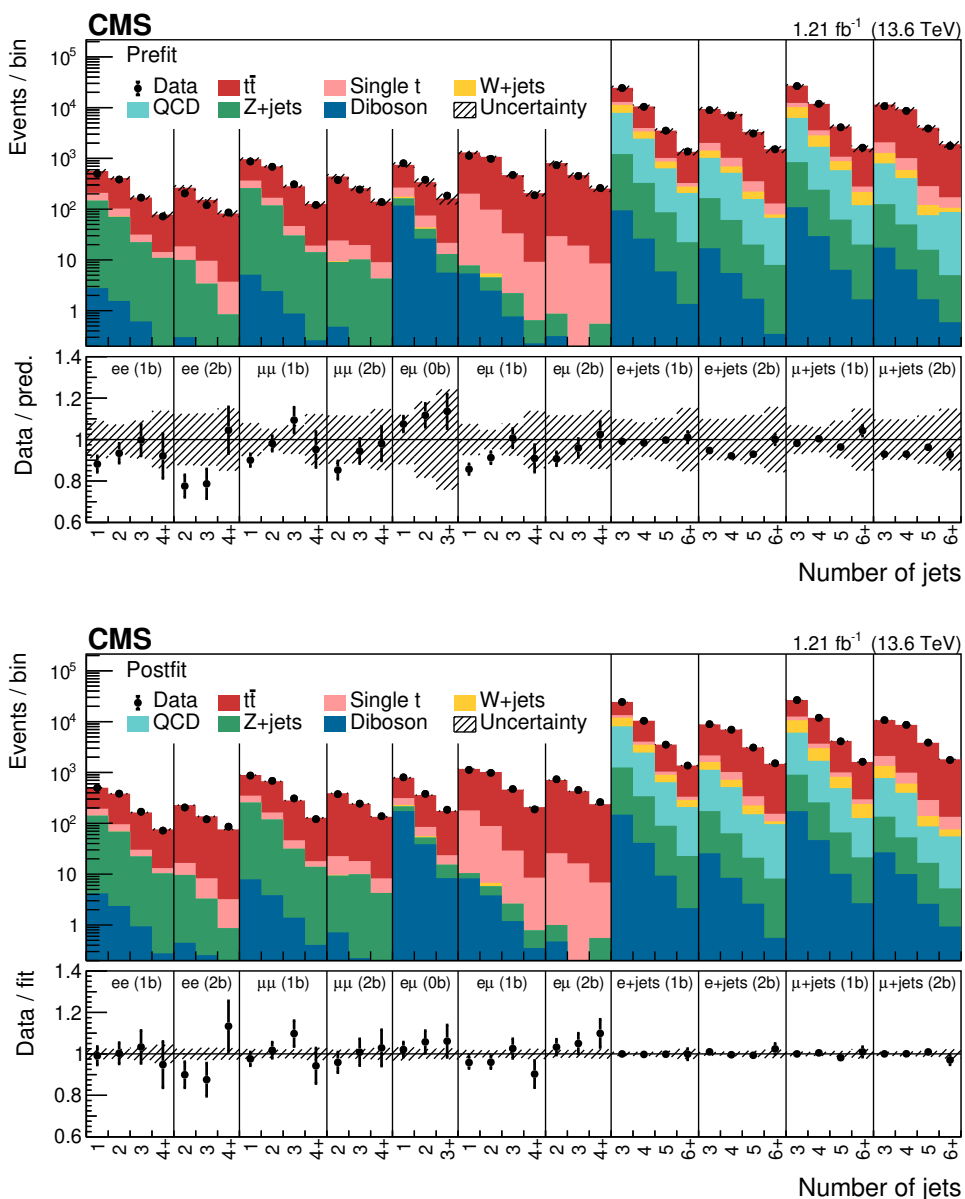 CMS
1.21 fb⁻¹ (13.6 TeV)
Events / bin
10⁵
10⁴
10³
10²
10
1
Prefit
Data tt̄ Single t W+jets
QCD Z+jets Diboson Uncertainty
Data / pred.
1.4
1.2
1
0.8
0.6
ee (1b) ee (2b) μμ (1b) μμ (2b) eμ (0b) eμ (1b) eμ (2b) e+jets (1b) e+jets (2b) μ+jets (1b) μ+jets (2b)
1 2 3 4+ 2 3 4+ 1 2 3 4+ 2 3 4+ 1 2 3+ 1 2 3 4+ 2 3 4+ 3 4 5 6+ 3 4 5 6+ 3 4 5 6+ 3 4 5 6+
Number of jets
CMS
1.21 fb⁻¹ (13.6 TeV)
Events / bin
10⁵
10⁴
10³
10²
10
1
Postfit
Data tt̄ Single t W+jets
QCD Z+jets Diboson Uncertainty
Data / fit
1.4
1.2
1
0.8
0.6
ee (1b) ee (2b) μμ (1b) μμ (2b) eμ (0b) eμ (1b) eμ (2b) e+jets (1b) e+jets (2b) μ+jets (1b) μ+jets (2b)
1 2 3 4+ 2 3 4+ 1 2 3 4+ 2 3 4+ 1 2 3+ 1 2 3 4+ 2 3 4+ 3 4 5 6+ 3 4 5 6+ 3 4 5 6+ 3 4 5 6+
Number of jets